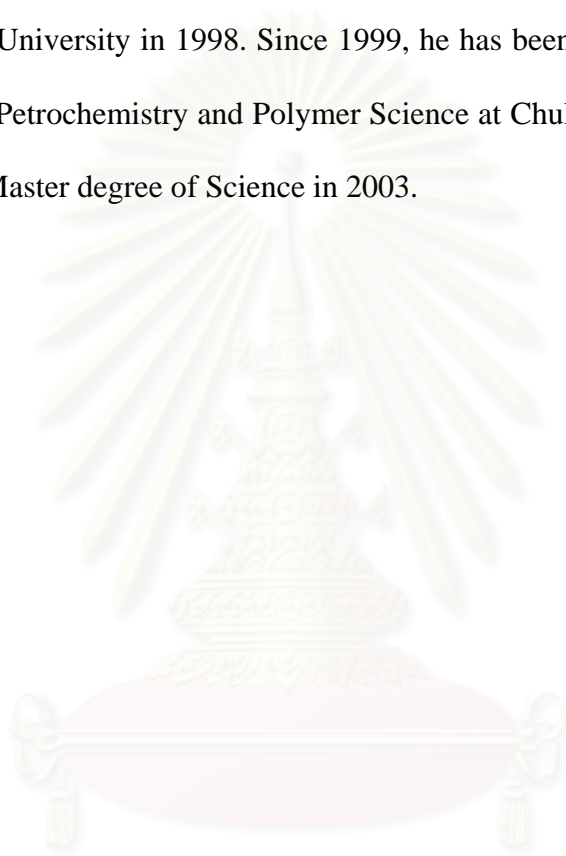 University in 1998. Since 1999, he has been
Petrochemistry and Polymer Science at
Master degree of Science in 2003.